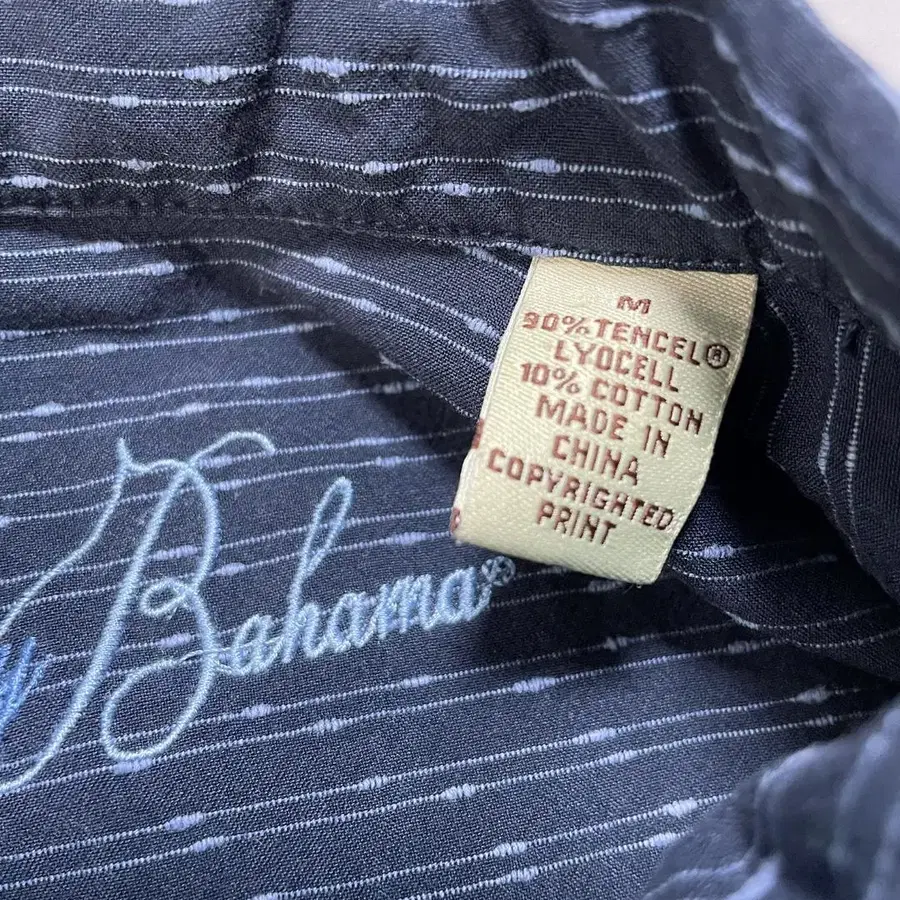 M
90% TENCEL®
LYOCELL
10% COTTON
MADE IN
CHINA
COPYRIGHTED
PRINT
Bahama®